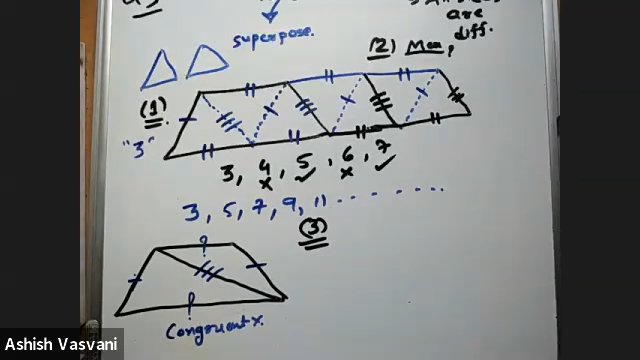 are
diff.
superpose.
(2) Max,
(1)
"3"
3, 4, 5, 6, 7
x ✓ x ✓
3, 5, 7, 9, 11 - - - - - - - -
(3)
Congruent x.
Ashish Vasvani